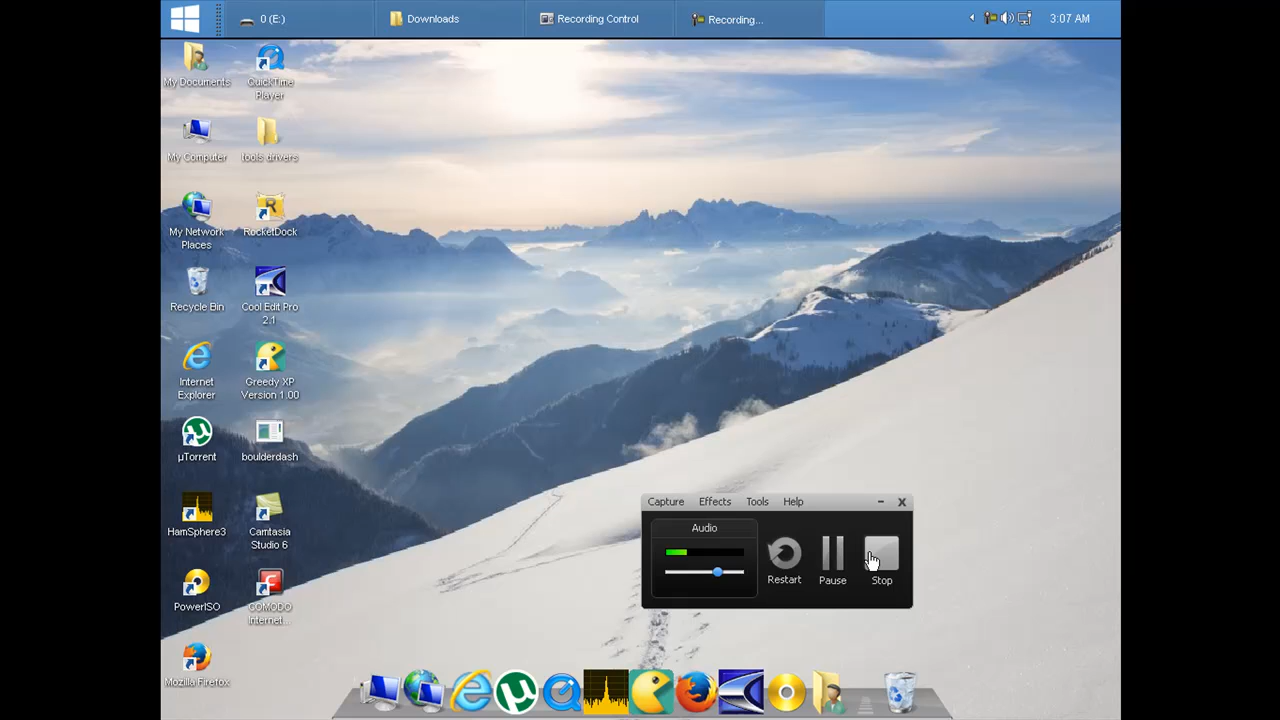 0 (E:)
Downloads
Recording Control
Recording...
3:07 AM
My Documents
QuickTime
Player
My Computer
tools drivers
My Network
Places
RocketDock
Recycle Bin
Cool Edit Pro
2.1
Internet
Explorer
Greedy XP
Version 1.00
µTorrent
boulderdash
HamSphere3
Camtasia
Studio 6
PowerISO
COMODO
Internet...
Mozilla Firefox
Capture
Effects
Tools
Help
Audio
Restart
Pause
Stop